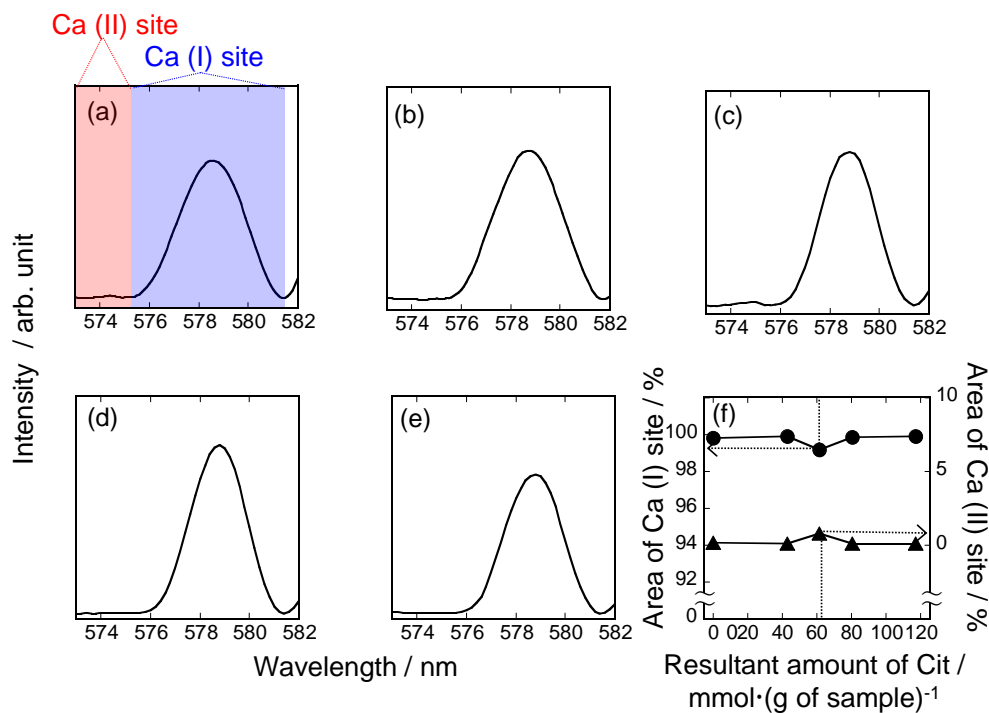 Ca (II) site
Ca (I) site
(a)
(b)
(c)
574 576 578 580 582
574 576 578 580 582
574 576 578 580 582
Intensity / arb. unit
(d)
(e)
(f)
574 576 578 580 582
574 576 578 580 582
Area of Ca (I) site / %
100
98
96
94
92
0
10
5
0
Area of Ca (II) site / %
0 020 40 60 80 100 120
Wavelength / nm
Resultant amount of Cit /
mmol·(g of sample)⁻¹